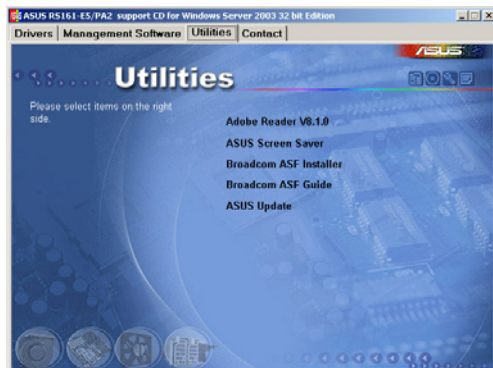 ASUS RS161-E5/PA2 support CD for Windows Server 2003 32 bit Edition
Drivers Management Software Utilities Contact
ASUS
Utilities
Please select items on the right
side.
Adobe Reader V8.1.0
ASUS Screen Saver
Broadcom ASF Installer
Broadcom ASF Guide
ASUS Update